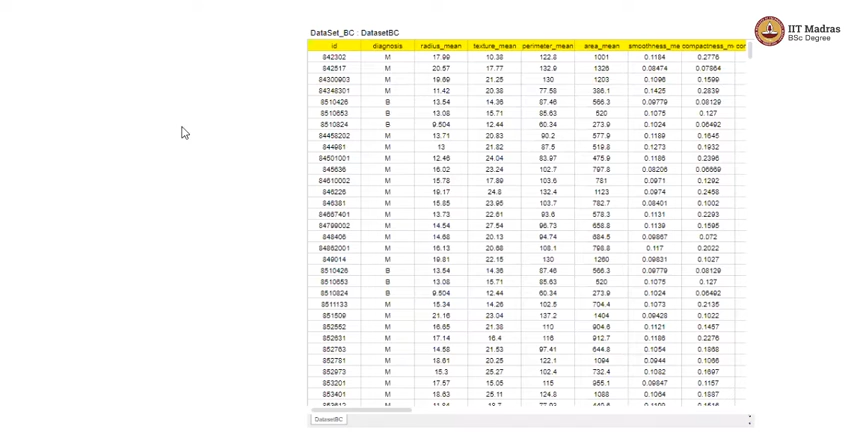 DataSet_BC : DatasetBC
IIT Madras
BSc Degree
id diagnosis radius_mean texture_mean perimeter_mean area_mean smoothness_me compactness_m con
842302 M 17.99 10.38 122.8 1001 0.1184 0.2776
842517 M 20.57 17.77 132.9 1326 0.08474 0.07864
84300903 M 19.69 21.25 130 1203 0.1096 0.1599
84348301 M 11.42 20.38 77.58 386.1 0.1425 0.2839
8510426 B 13.54 14.36 87.46 566.3 0.09779 0.08129
8510653 B 13.08 15.71 85.63 520 0.1075 0.127
8510824 B 9.504 12.44 60.34 273.9 0.1024 0.06492
84458202 M 13.71 20.83 90.2 577.9 0.1189 0.1645
844981 M 13 21.82 87.5 519.8 0.1273 0.1932
84501001 M 12.46 24.04 83.97 475.9 0.1186 0.2396
845636 M 16.02 23.24 102.7 797.8 0.08206 0.06669
84610002 M 15.78 17.89 103.6 781 0.0971 0.1292
846226 M 19.17 24.8 132.4 1123 0.0974 0.2458
846381 M 15.85 23.95 103.7 782.7 0.08401 0.1002
84667401 M 13.73 22.61 93.6 578.3 0.1131 0.2293
84799002 M 14.54 27.54 96.73 658.8 0.1139 0.1595
848406 M 14.68 20.13 94.74 684.5 0.09867 0.072
84862001 M 16.13 20.68 108.1 798.8 0.117 0.2022
849014 M 19.81 22.15 130 1260 0.09831 0.1027
8510426 B 13.54 14.36 87.46 566.3 0.09779 0.08129
8510653 B 13.08 15.71 85.63 520 0.1075 0.127
8510824 B 9.504 12.44 60.34 273.9 0.1024 0.06492
8511133 M 15.34 14.26 102.5 704.4 0.1073 0.2135
851509 M 21.16 23.04 137.2 1404 0.09428 0.1022
852552 M 16.65 21.38 110 904.6 0.1121 0.1457
852631 M 17.14 16.4 116 912.7 0.1186 0.2276
852763 M 14.58 21.53 97.41 644.8 0.1054 0.1868
852781 M 18.61 20.25 122.1 1094 0.0944 0.1066
852973 M 15.3 25.27 102.4 732.4 0.1082 0.1697
853201 M 17.57 15.05 115 955.1 0.09847 0.1157
853401 M 18.63 25.11 124.8 1088 0.1064 0.1887
853612 M 11.84 18.7 77.93 440.6 0.1109 0.1516
DatasetBC